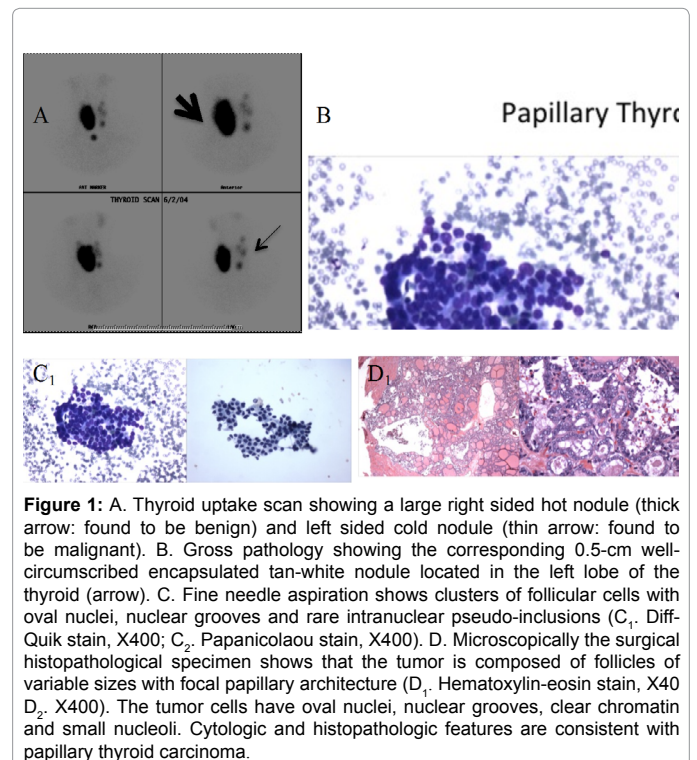 A
B
Papillary Thyro
ANT MARKER
Anterior
THYROID SCAN 6/2/04
C1
D1
Figure 1: A. Thyroid uptake scan showing a large right sided hot nodule (thick
arrow: found to be benign) and left sided cold nodule (thin arrow: found to
be malignant). B. Gross pathology showing the corresponding 0.5-cm well-
circumscribed encapsulated tan-white nodule located in the left lobe of the
thyroid (arrow). C. Fine needle aspiration shows clusters of follicular cells with
oval nuclei, nuclear grooves and rare intranuclear pseudo-inclusions (C1. Diff-
Quik stain, X400; C2. Papanicolaou stain, X400). D. Microscopically the surgical
histopathological specimen shows that the tumor is composed of follicles of
variable sizes with focal papillary architecture (D1. Hematoxylin-eosin stain, X40
D2. X400). The tumor cells have oval nuclei, nuclear grooves, clear chromatin
and small nucleoli. Cytologic and histopathologic features are consistent with
papillary thyroid carcinoma.